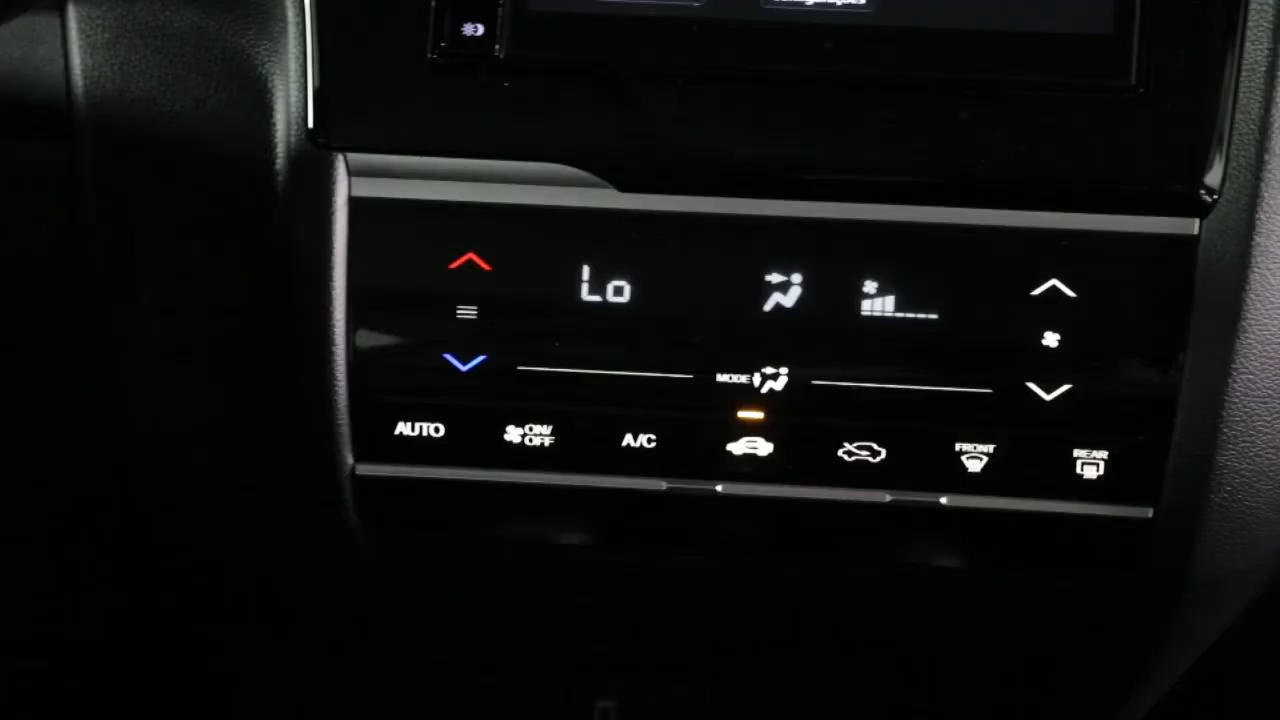 Lo
MODE
AUTO
ON/
OFF
A/C
FRONT
REAR